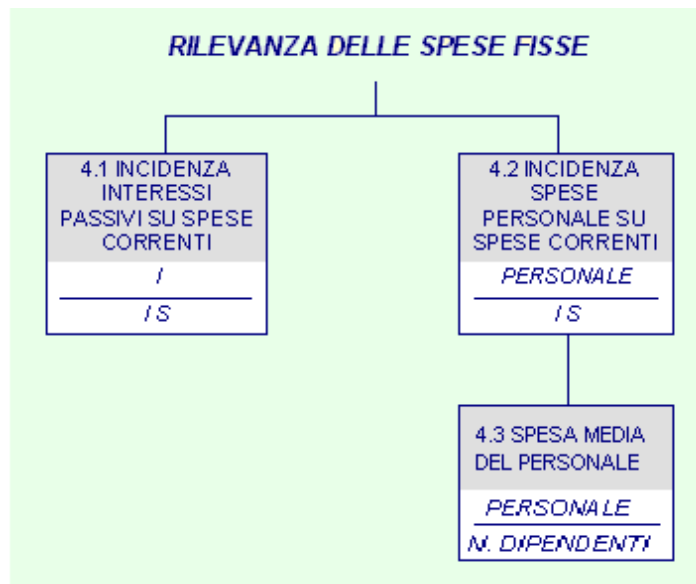 RILEVANZA DELLE SPESE FISSE
4.1 INCIDENZA
INTERESSI
PASSIVI SU SPESE
CORRENTI
I
I S
4.2 INCIDENZA
SPESE
PERSONALE SU
SPESE CORRENTI
PERSONALE
I S
4.3 SPESA MEDIA
DEL PERSONALE
PERSONALE
N. DIPENDENTI